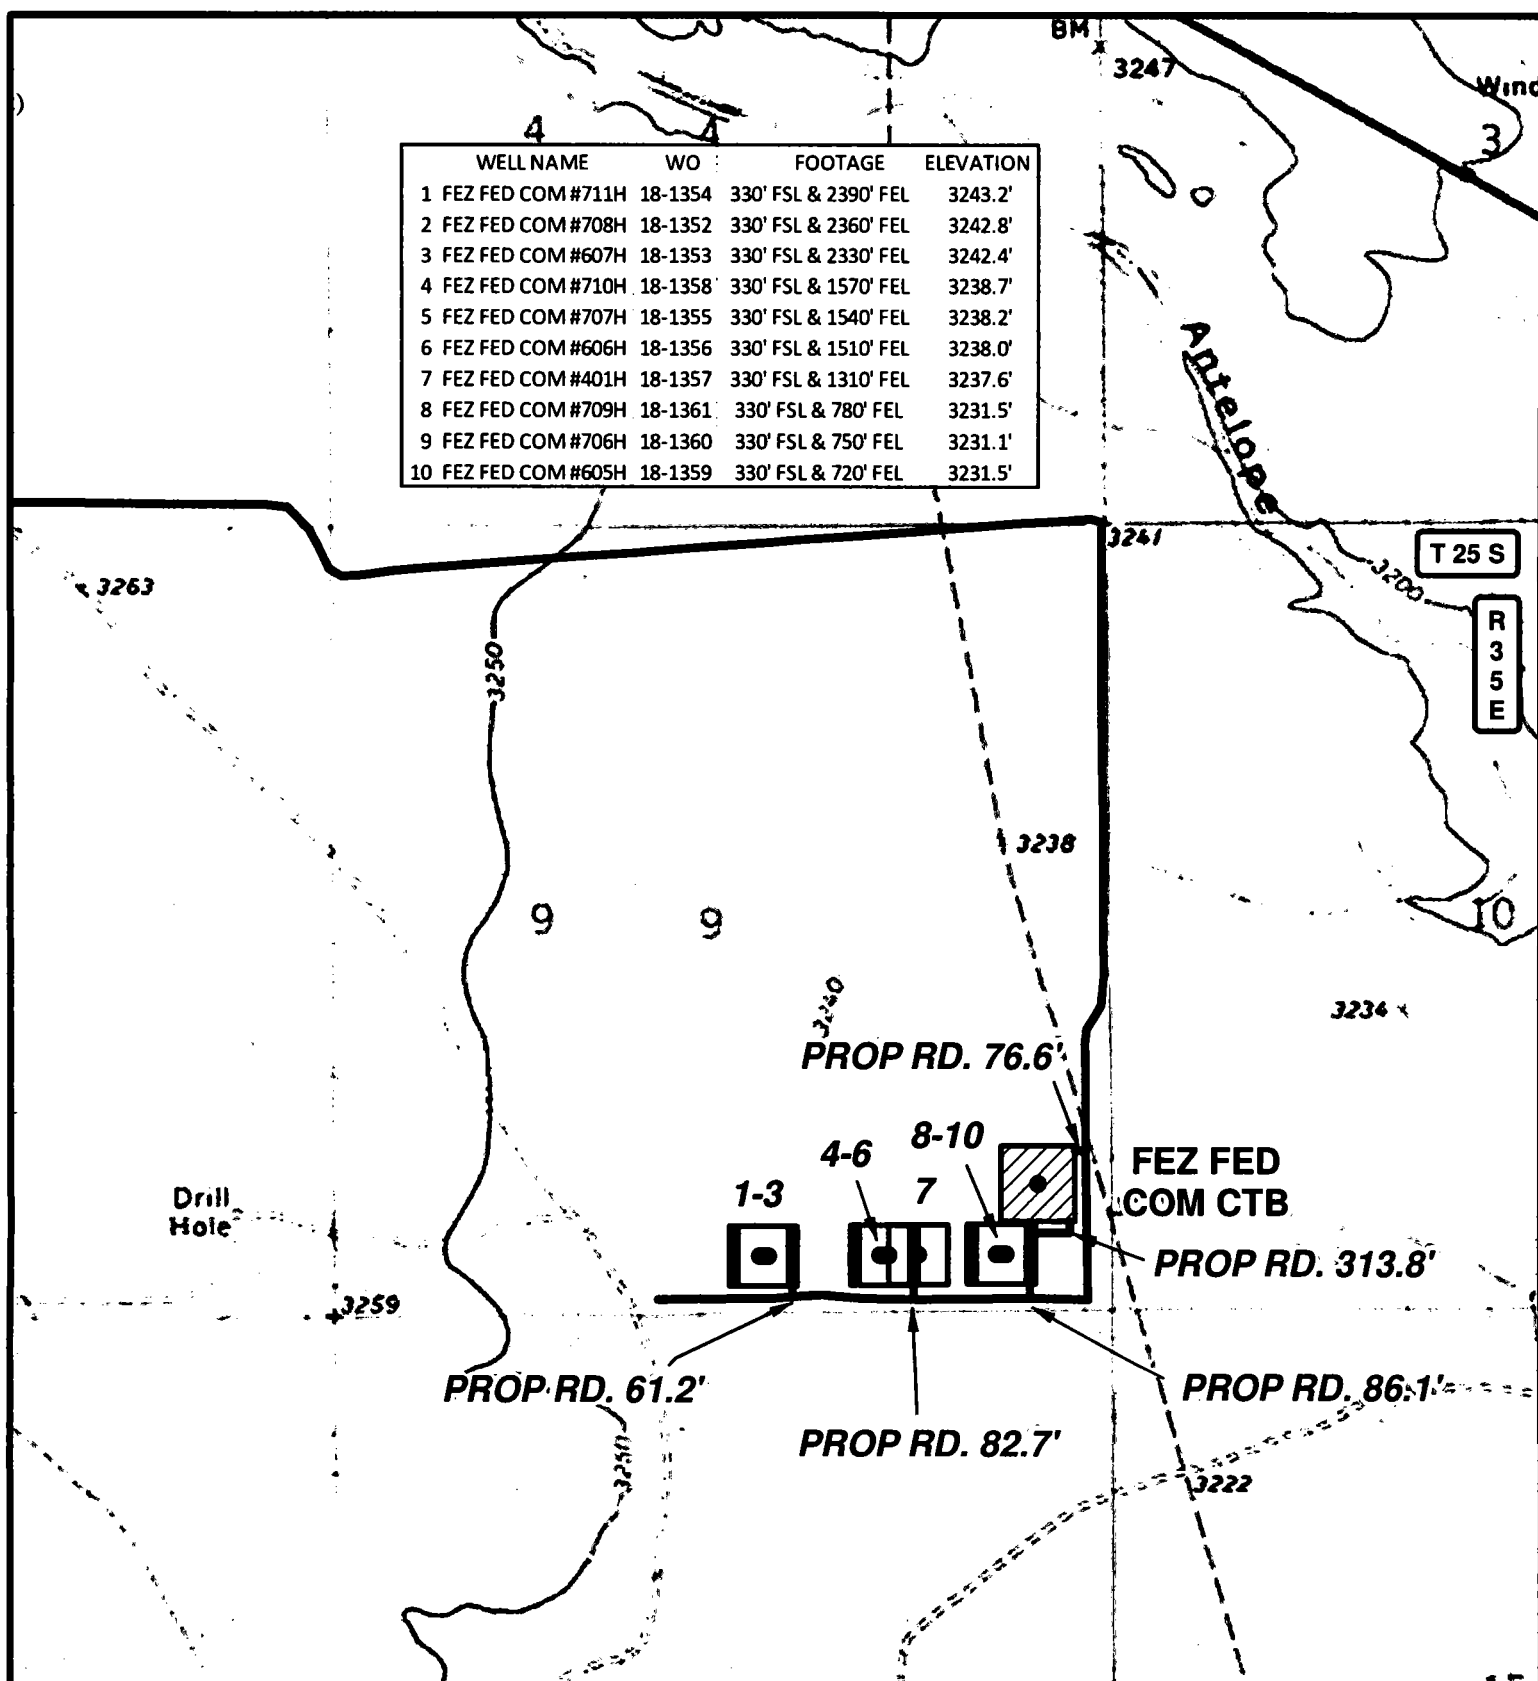 BM
3247
Wind
)
3
4
4
WELL NAME WO FOOTAGE ELEVATION
1 FEZ FED COM #711H 18-1354 330' FSL & 2390' FEL 3243.2'
2 FEZ FED COM #708H 18-1352 330' FSL & 2360' FEL 3242.8'
3 FEZ FED COM #607H 18-1353 330' FSL & 2330' FEL 3242.4'
4 FEZ FED COM #710H 18-1358 330' FSL & 1570' FEL 3238.7'
5 FEZ FED COM #707H 18-1355 330' FSL & 1540' FEL 3238.2'
6 FEZ FED COM #606H 18-1356 330' FSL & 1510' FEL 3238.0'
7 FEZ FED COM #401H 18-1357 330' FSL & 1310' FEL 3237.6'
8 FEZ FED COM #709H 18-1361 330' FSL & 780' FEL 3231.5'
9 FEZ FED COM #706H 18-1360 330' FSL & 750' FEL 3231.1'
10 FEZ FED COM #605H 18-1359 330' FSL & 720' FEL 3231.5'
Antelope
3241
T 25 S
3263
3200
R
3
5
E
3250
3238
9
9
10
3240
3234
PROP RD. 76.6'
8-10
4-6
7
1-3
FEZ FED
COM CTB
Drill
Hole
PROP RD. 313.8'
3259
PROP RD. 61.2'
PROP RD. 86.1'
PROP RD. 82.7'
3250
3222